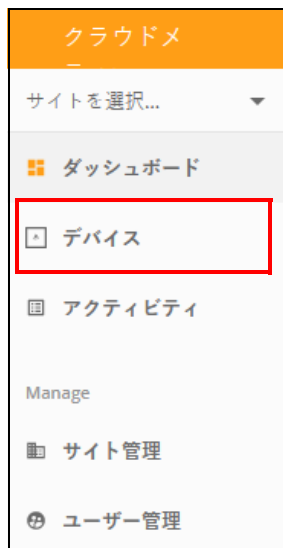 クラウドメ
サイトを選択...
ダッシュボード
デバイス
アクティビティ
Manage
サイト管理
ユーザー管理